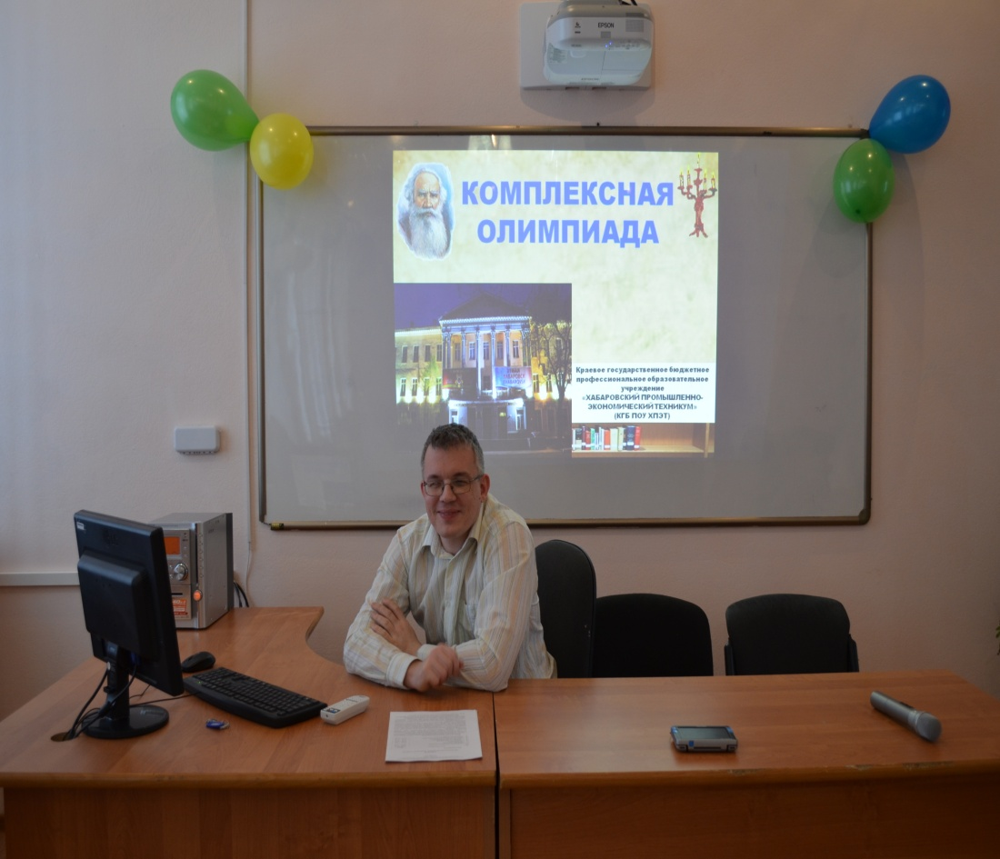 EPSON
КОМПЛЕКСНАЯ
ОЛИМПИАДА
Краевое государственное бюджетное
профессиональное образовательное
учреждение
«ХАБАРОВСКИЙ ПРОМЫШЛЕННО-
ЭКОНОМИЧЕСКИЙ ТЕХНИКУМ»
(КГБ ПОУ ХПЭТ)